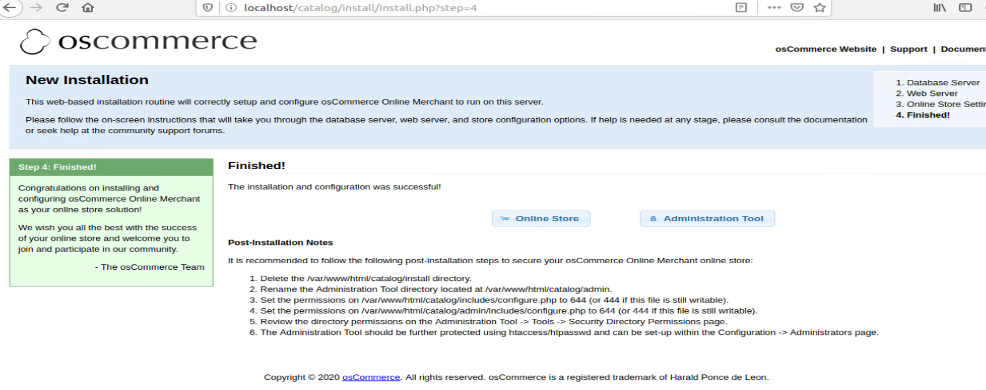 localhost/catalog/install/install.php?step=4
oscommerce
osCommerce Website | Support | Document
New Installation
This web-based installation routine will correctly setup and configure osCommerce Online Merchant to run on this server.
Please follow the on-screen instructions that will take you through the database server, web server, and store configuration options. If help is needed at any stage, please consult the documentation
or seek help at the community support forums.
1. Database Server
2. Web Server
3. Online Store Settin
4. Finished!
Step 4: Finished!
Congratulations on installing and
configuring osCommerce Online Merchant
as your online store solution!
We wish you all the best with the success
of your online store and welcome you to
join and participate in our community.
- The osCommerce Team
Finished!
The installation and configuration was successful!
Online Store
Administration Tool
Post-Installation Notes
It is recommended to follow the following post-installation steps to secure your osCommerce Online Merchant online store:
1. Delete the /var/www/html/catalog/install directory.
2. Rename the Administration Tool directory located at /var/www/html/catalog/admin.
3. Set the permissions on /var/www/html/catalog/includes/configure.php to 644 (or 444 if this file is still writable).
4. Set the permissions on /var/www/html/catalog/admin/includes/configure.php to 644 (or 444 if this file is still writable).
5. Review the directory permissions on the Administration Tool -> Tools -> Security Directory Permissions page.
6. The Administration Tool should be further protected using htaccess/htpasswd and can be set-up within the Configuration -> Administrators page.
Copyright © 2020 osCommerce. All rights reserved. osCommerce is a registered trademark of Harald Ponce de Leon.